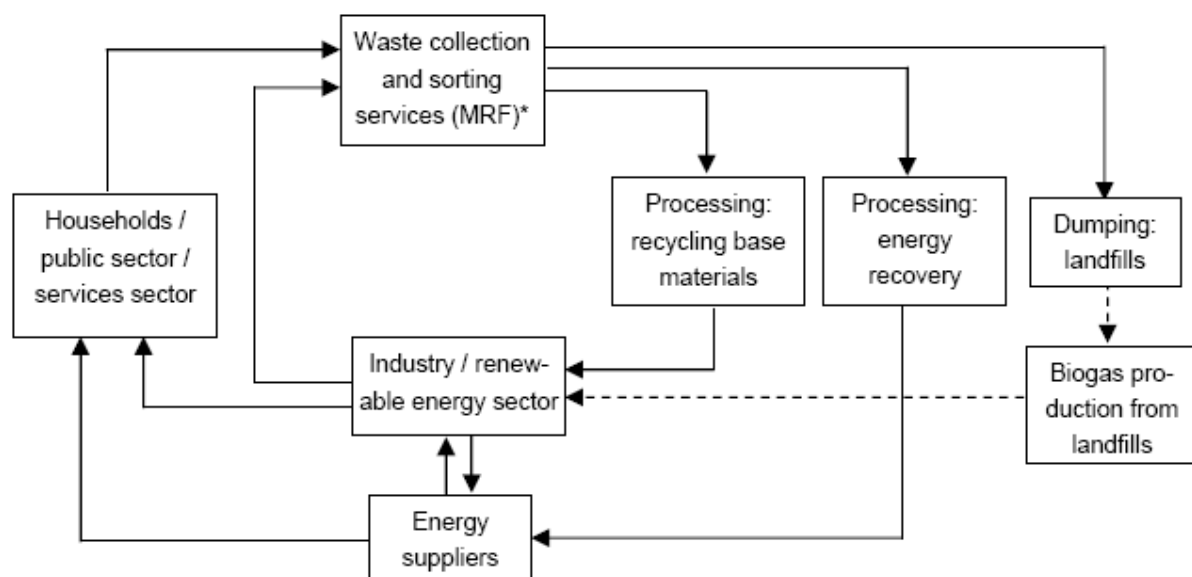 Waste collection
and sorting
services (MRF)*
Households /
public sector /
services sector
Processing:
recycling base
materials
Processing:
energy
recovery
Dumping:
landfills
Industry / renew-
able energy sector
Biogas pro-
duction from
landfills
Energy
suppliers